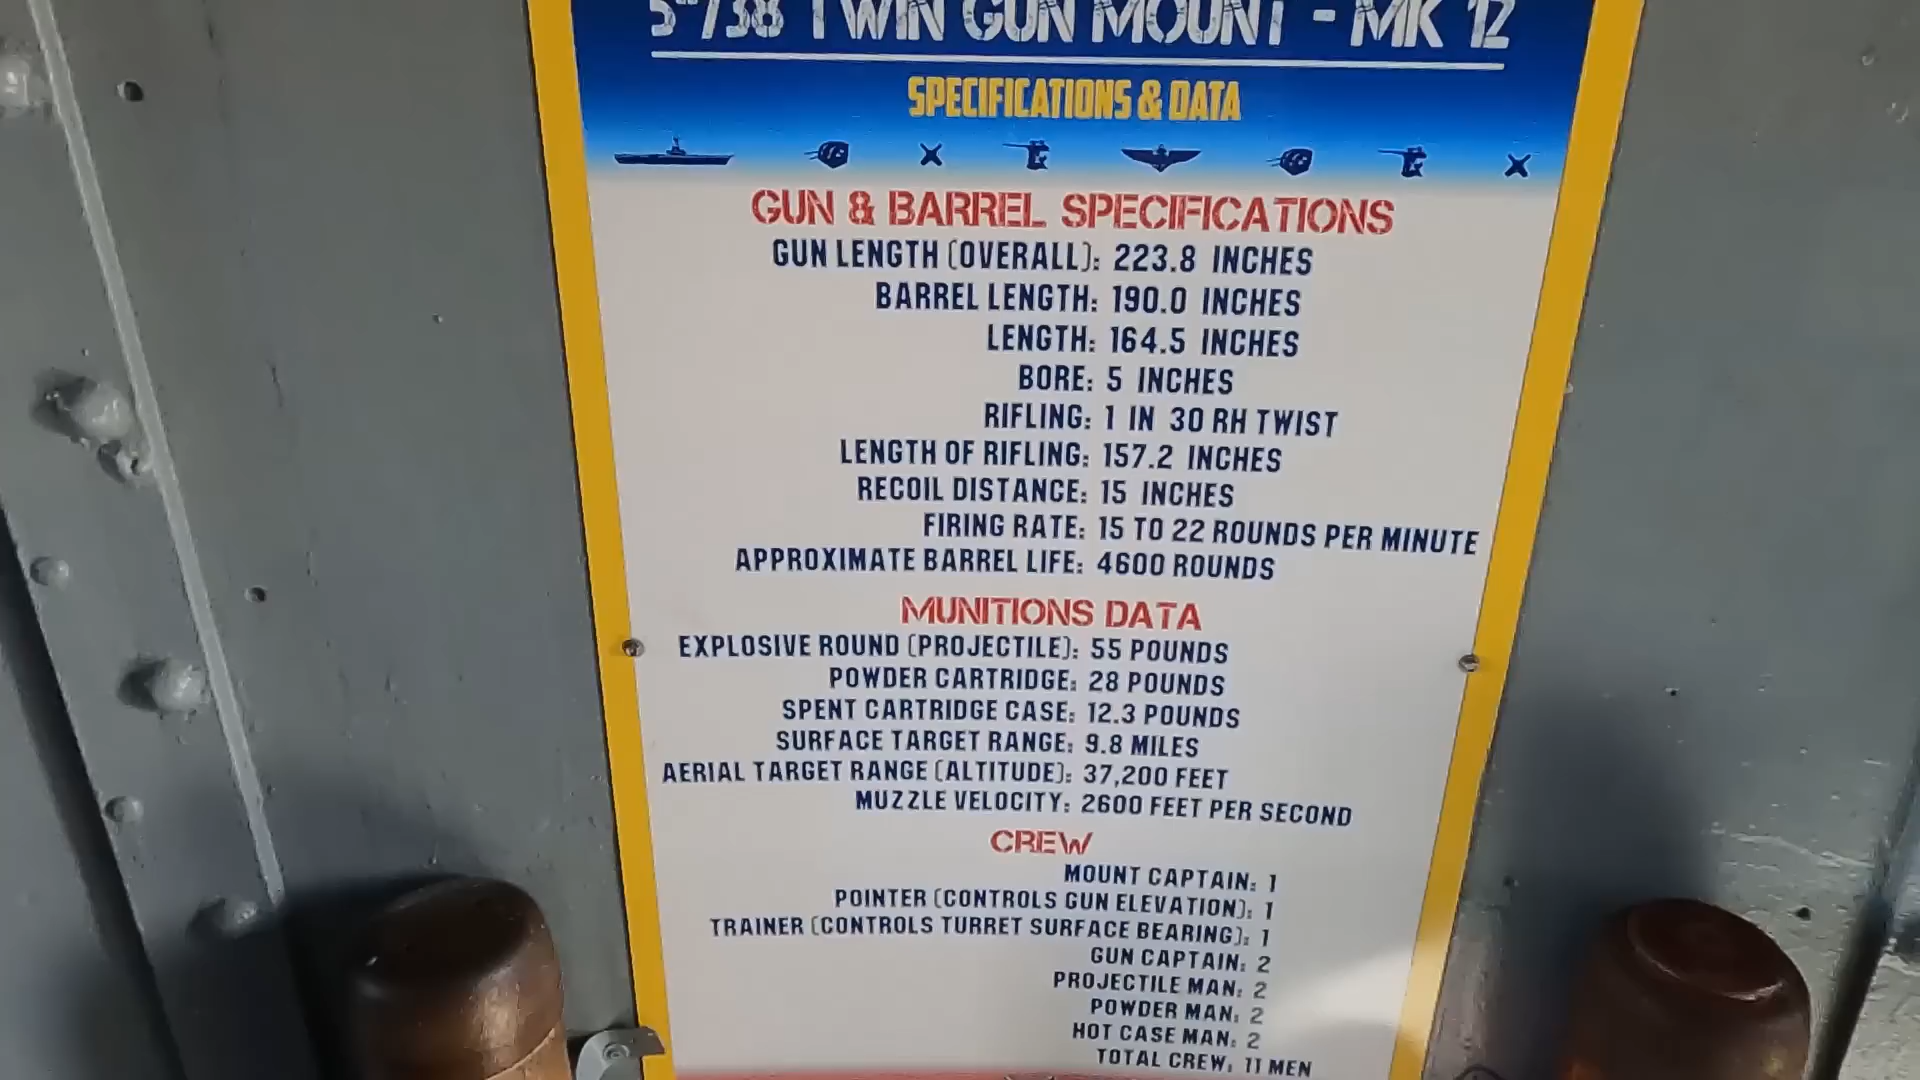 5"/38 TWIN GUN MOUNT - MK 12
SPECIFICATIONS & DATA
GUN & BARREL SPECIFICATIONS
GUN LENGTH (OVERALL): 223.8 INCHES
BARREL LENGTH: 190.0 INCHES
LENGTH: 164.5 INCHES
BORE: 5 INCHES
RIFLING: 1 IN 30 RH TWIST
LENGTH OF RIFLING: 157.2 INCHES
RECOIL DISTANCE: 15 INCHES
FIRING RATE: 15 TO 22 ROUNDS PER MINUTE
APPROXIMATE BARREL LIFE: 4600 ROUNDS
MUNITIONS DATA
EXPLOSIVE ROUND (PROJECTILE): 55 POUNDS
POWDER CARTRIDGE: 28 POUNDS
SPENT CARTRIDGE CASE: 12.3 POUNDS
SURFACE TARGET RANGE: 9.8 MILES
AERIAL TARGET RANGE (ALTITUDE): 37,200 FEET
MUZZLE VELOCITY: 2600 FEET PER SECOND
CREW
MOUNT CAPTAIN: 1
POINTER (CONTROLS GUN ELEVATION): 1
TRAINER (CONTROLS TURRET SURFACE BEARING): 1
GUN CAPTAIN: 2
PROJECTILE MAN: 2
POWDER MAN: 2
HOT CASE MAN: 2
TOTAL CREW: 11 MEN